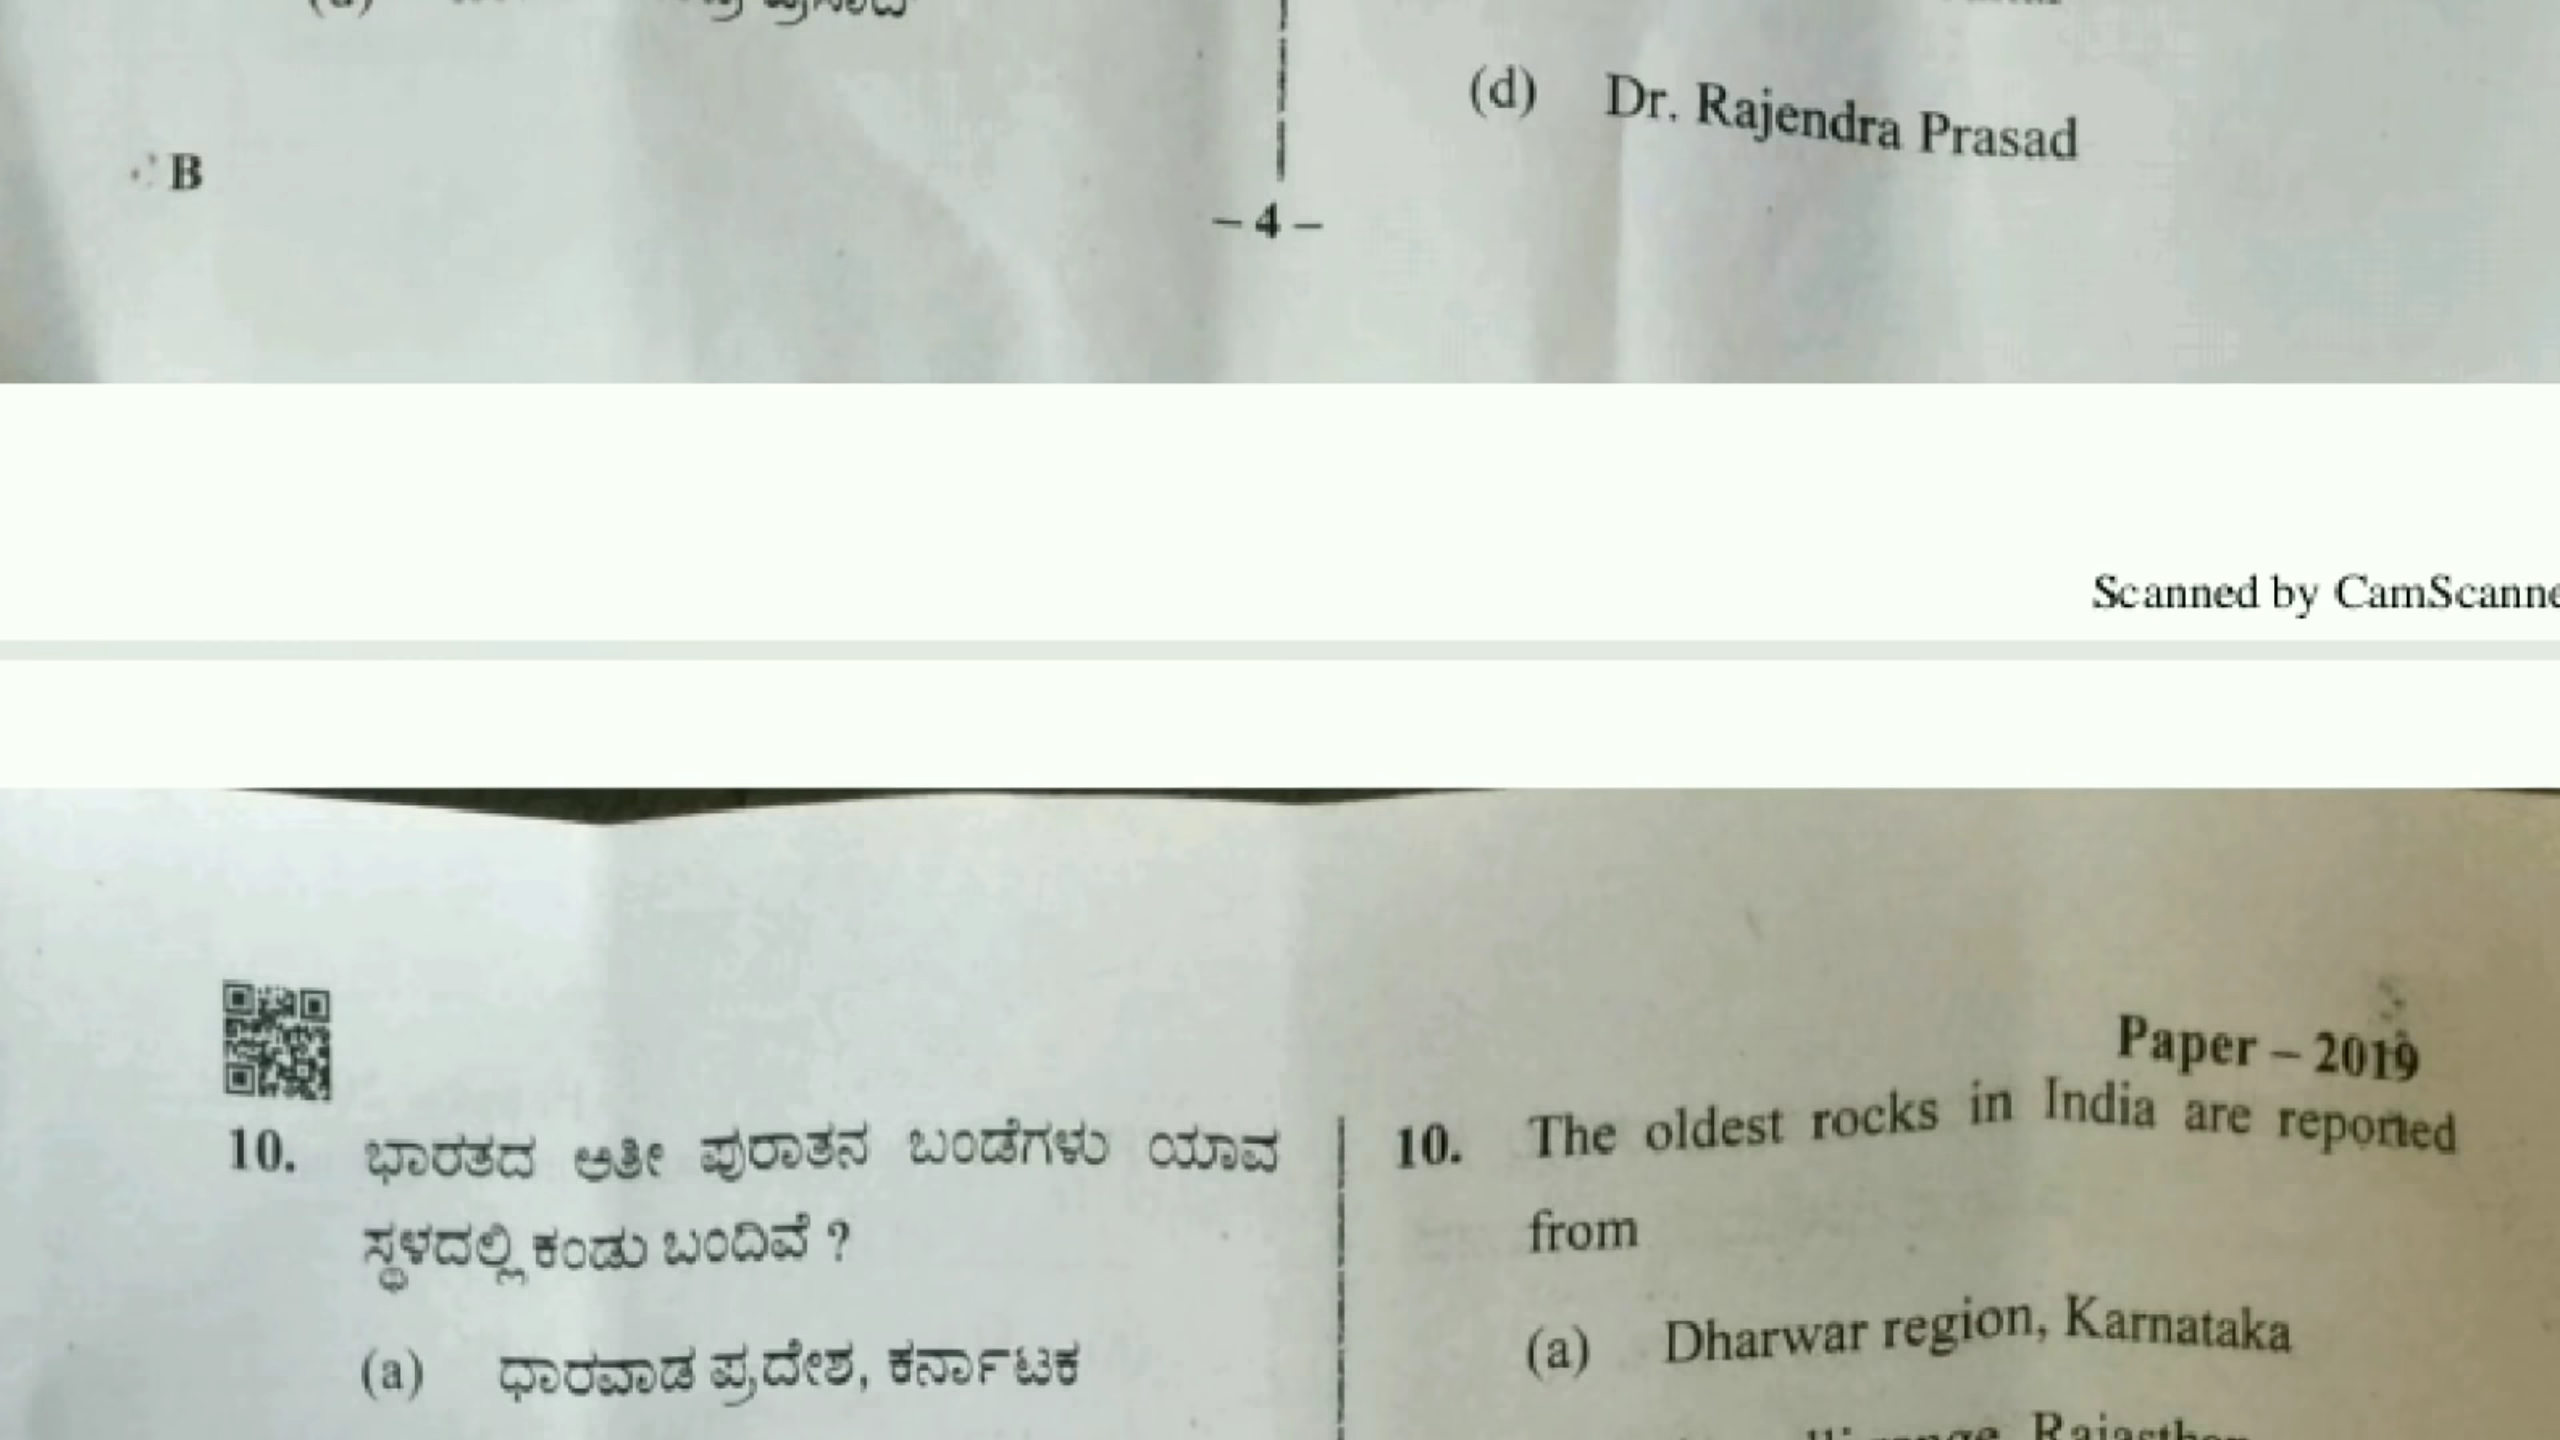 (d) Dr. Rajendra Prasad
B
– 4 –
Scanned by CamScanne
Paper – 2019
10. ಭಾರತದ ಅತೀ ಪುರಾತನ ಬಂಡೆಗಳು ಯಾವ
ಸ್ಥಳದಲ್ಲಿ ಕಂಡು ಬಂದಿವೆ ?
(a) ಧಾರವಾಡ ಪ್ರದೇಶ, ಕರ್ನಾಟಕ
10. The oldest rocks in India are reported
from
(a) Dharwar region, Karnataka